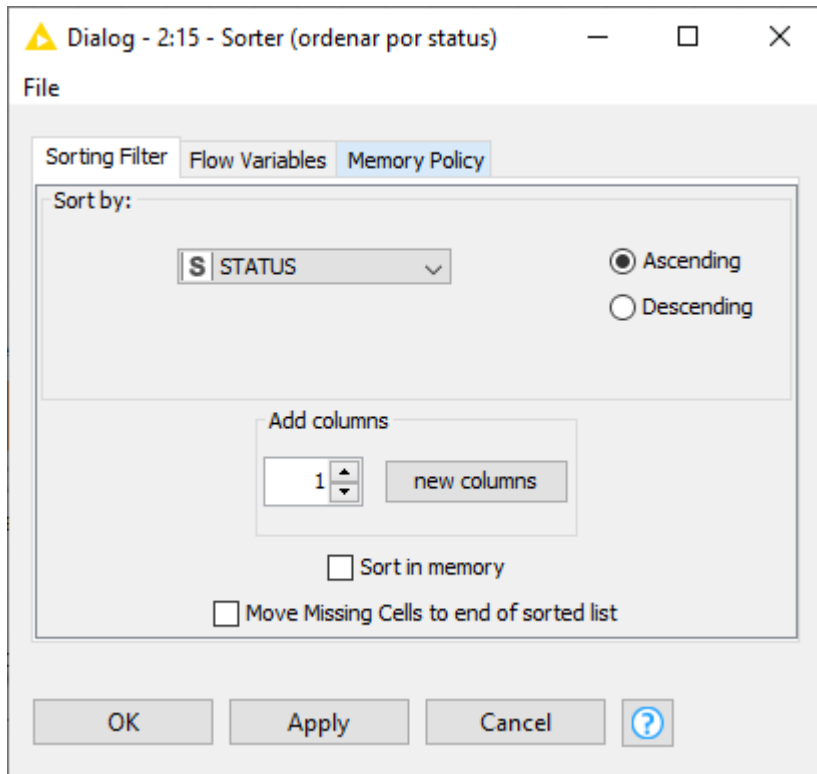 Dialog - 2:15 - Sorter (ordenar por status)
File
Sorting Filter Flow Variables Memory Policy
Sort by:
S STATUS
Ascending
Descending
Add columns
1 new columns
Sort in memory
Move Missing Cells to end of sorted list
OK Apply Cancel ?